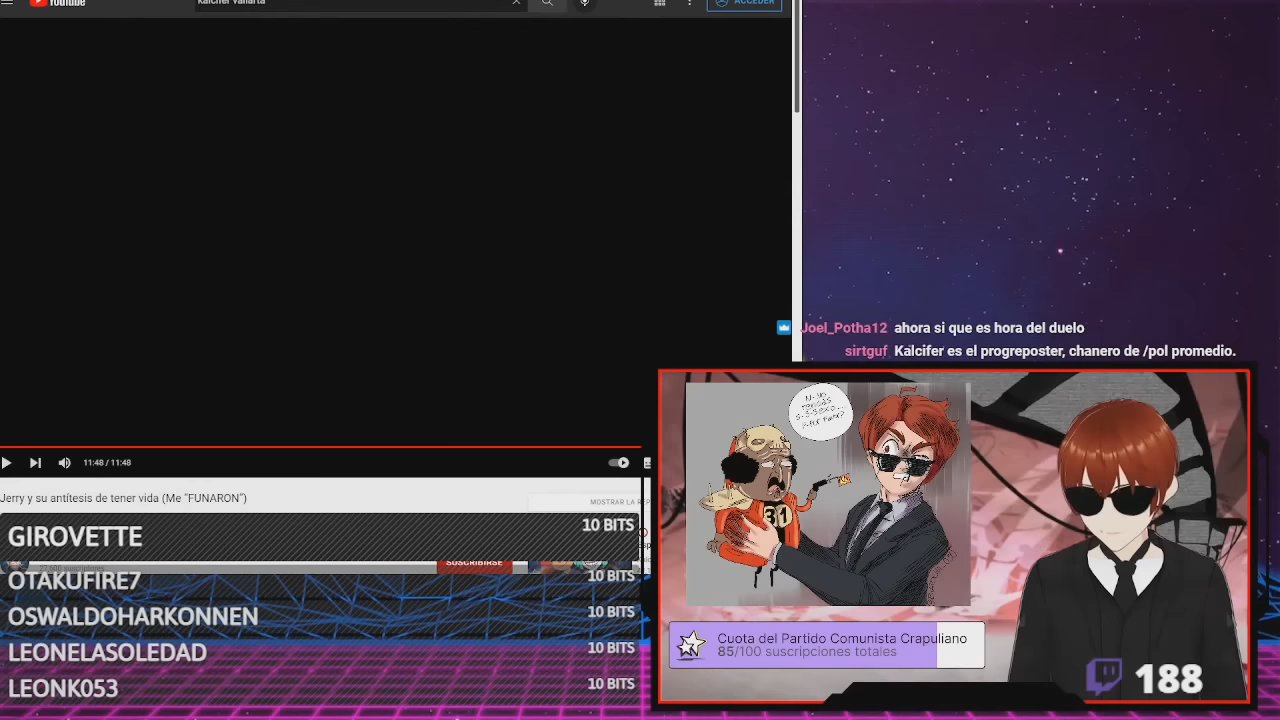 YouTube
Kalcifer vallarta
ACCEDER
Joel_Potha12 ahora si que es hora del duelo
sirtguf Kalcifer es el progreposter, chanero de /pol promedio.
31
11:48 / 11:48
Jerry y su antítesis de tener vida (Me "FUNARON")
MOSTRAR LA
GIROVETTE 10 BITS
SUSCRIBIRSE
OTAKUFIRE7 10 BITS
OSWALDOHARKONNEN 10 BITS
LEONELASOLEDAD 10 BITS
LEONK053 10 BITS
Cuota del Partido Comunista Crapuliano
85/100 suscripciones totales
188